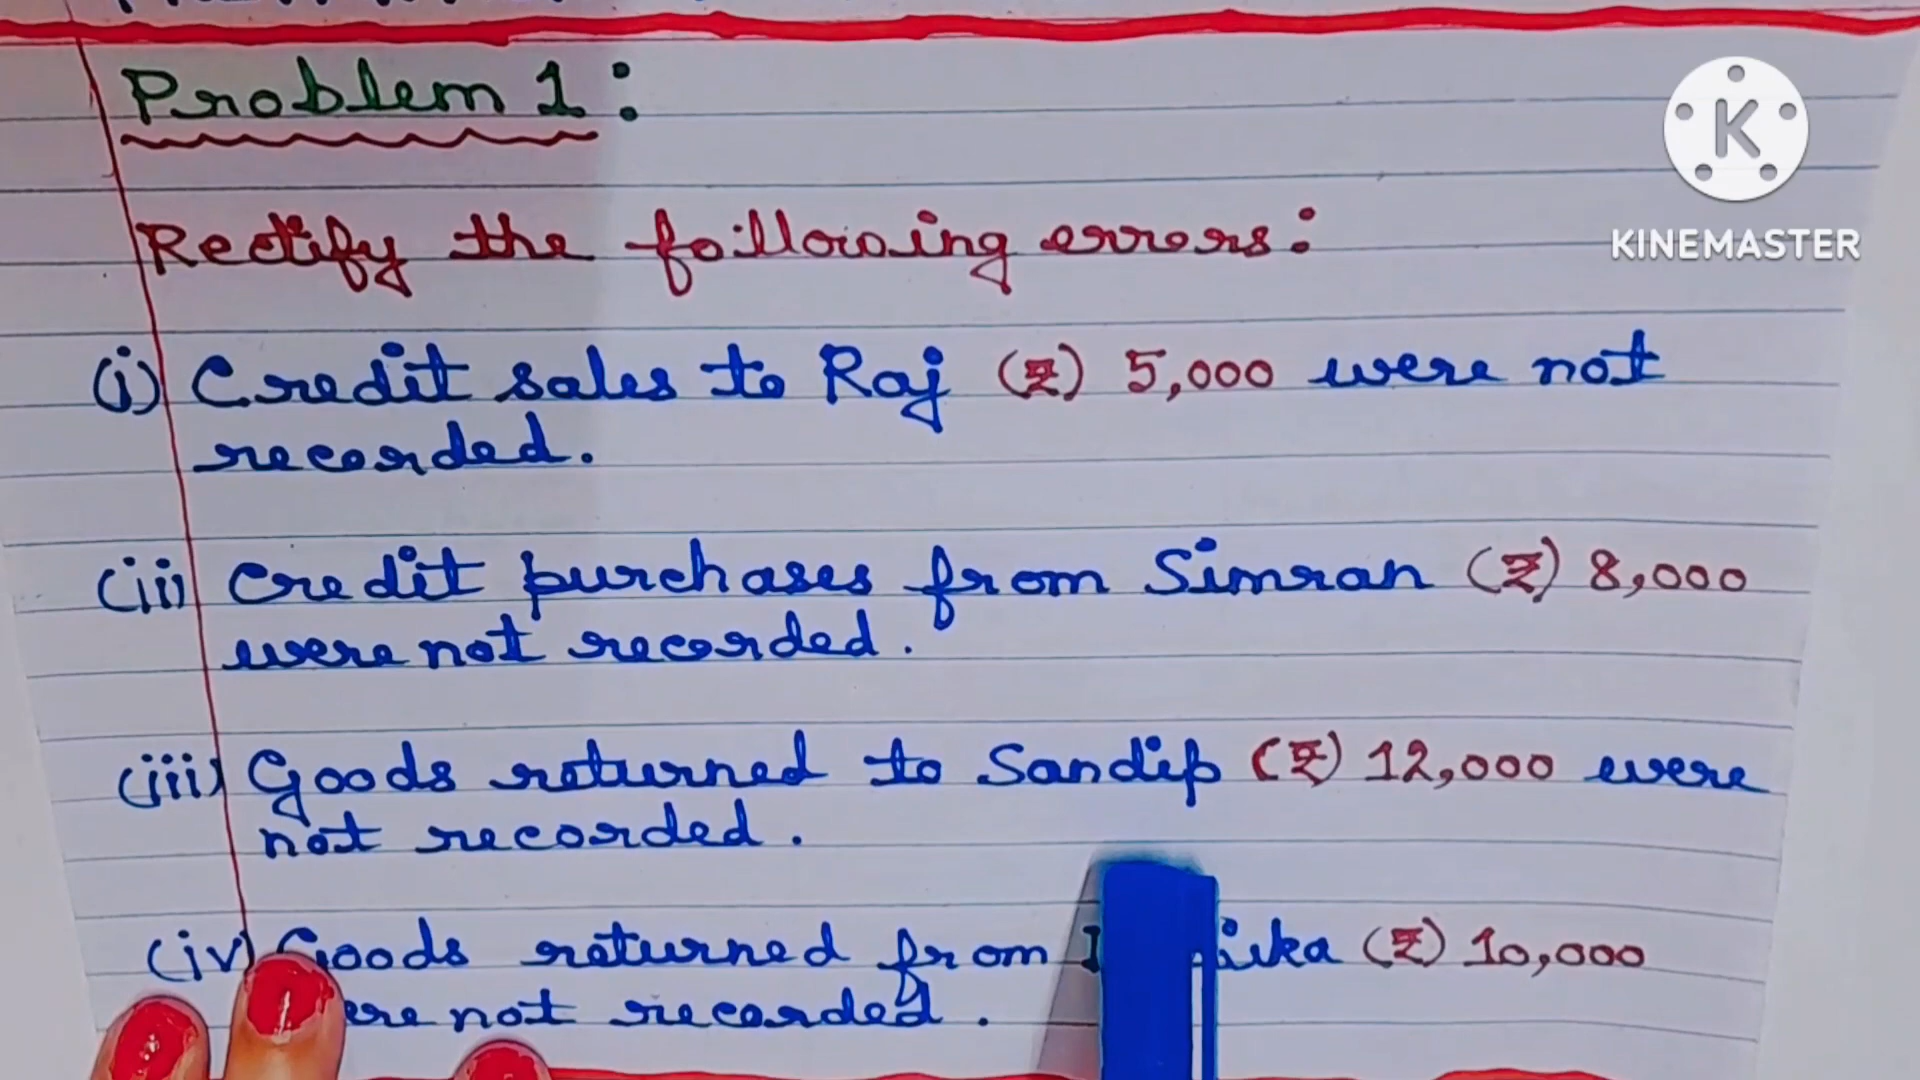 Problem 1:
KINEMASTER
Rectify the following errors:
(i) Credit sales to Raj (₹) 5,000 were not
recorded.
(ii) Credit purchases from Simran (₹) 8,000
were not recorded.
(iii) Goods returned to Sandip (₹) 12,000 were
not recorded.
(iv) Goods returned from (₹) 10,000
not recorded.